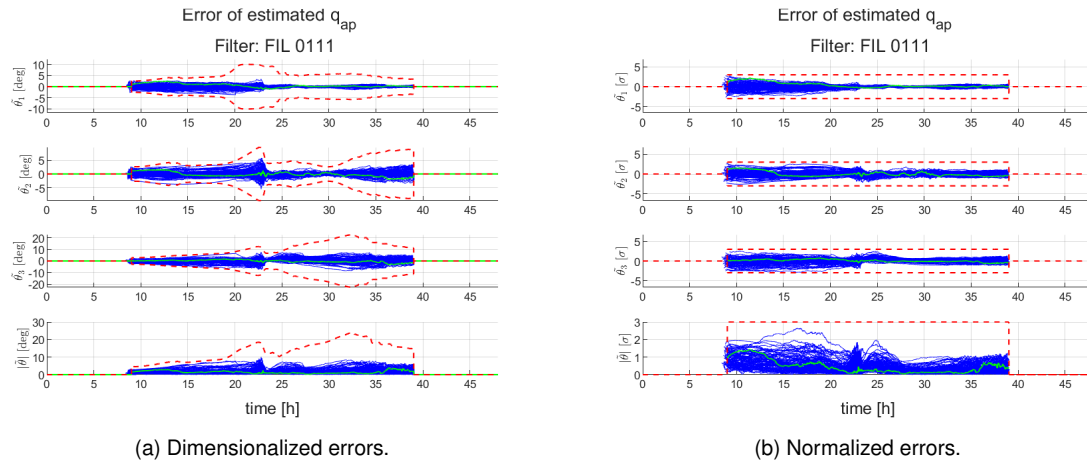 Error of estimated q_ap
Filter: FIL 0111
θ̃₁ [deg]
10
5
0
-5
-10
0 5 10 15 20 25 30 35 40 45
θ̃₂ [deg]
5
0
-5
0 5 10 15 20 25 30 35 40 45
θ̃₃ [deg]
20
10
0
-10
-20
0 5 10 15 20 25 30 35 40 45
|θ̃| [deg]
30
20
10
0
0 5 10 15 20 25 30 35 40 45
time [h]
(a) Dimensionalized errors.
Error of estimated q_ap
Filter: FIL 0111
θ̃₁ [σ]
5
0
-5
0 5 10 15 20 25 30 35 40 45
θ̃₂ [σ]
5
0
-5
0 5 10 15 20 25 30 35 40 45
θ̃₃ [σ]
5
0
-5
0 5 10 15 20 25 30 35 40 45
|θ̃| [σ]
3
2
1
0
0 5 10 15 20 25 30 35 40 45
time [h]
(b) Normalized errors.